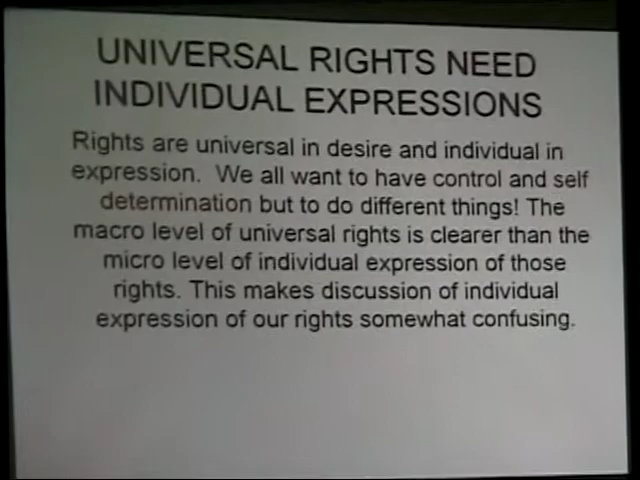 UNIVERSAL RIGHTS NEED
INDIVIDUAL EXPRESSIONS
Rights are universal in desire and individual in
expression. We all want to have control and self
determination but to do different things! The
macro level of universal rights is clearer than the
micro level of individual expression of those
rights. This makes discussion of individual
expression of our rights somewhat confusing.